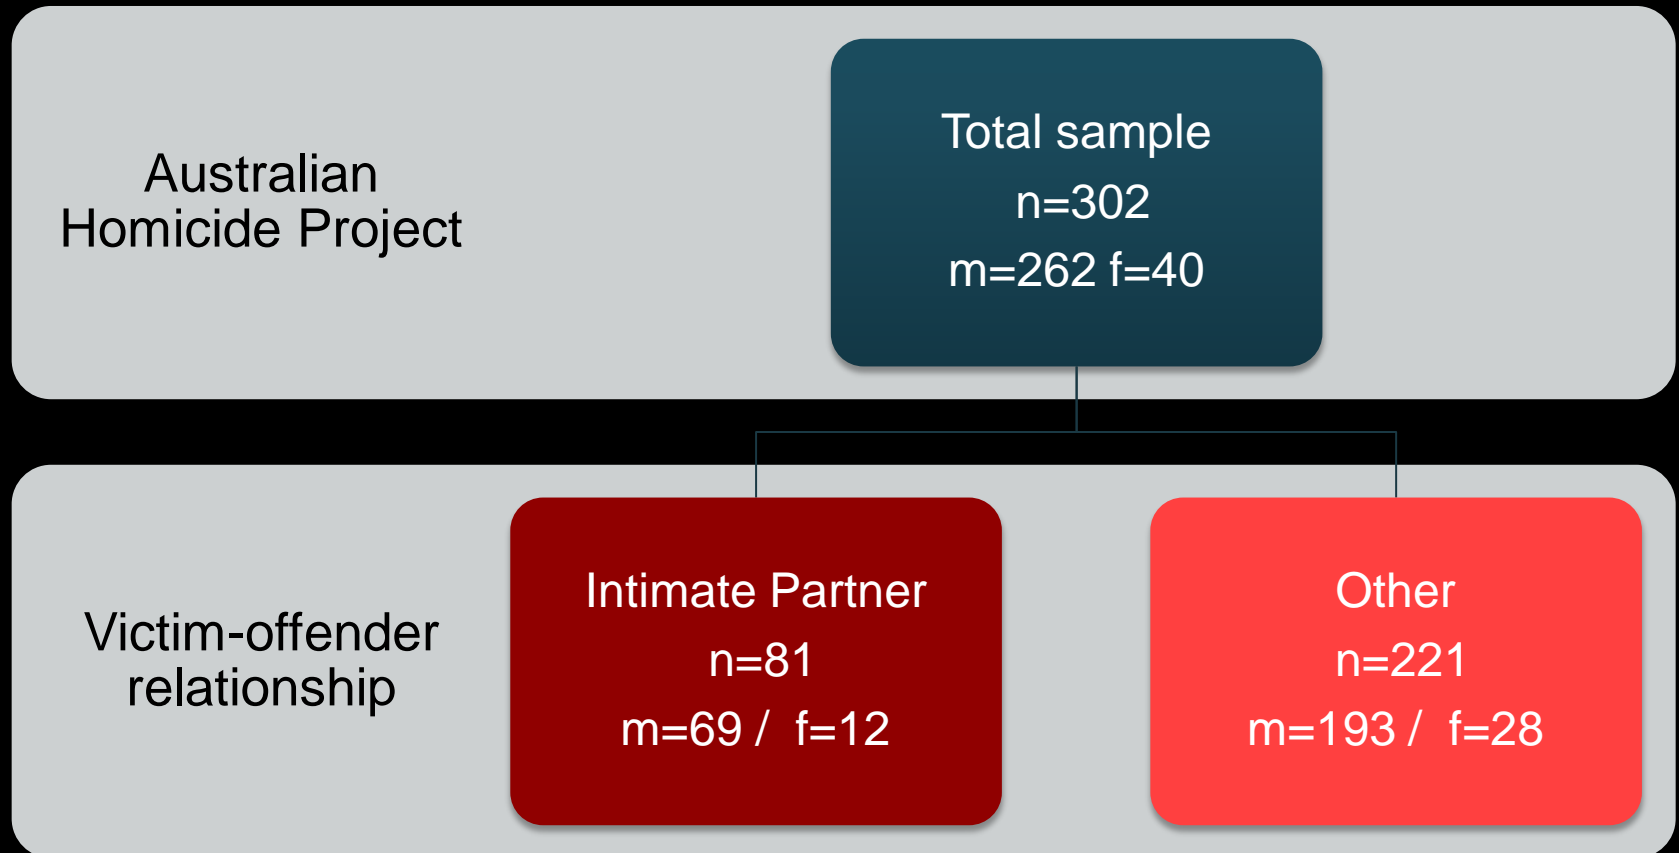 Australian
Homicide Project
Total sample
n=302
m=262 f=40
Victim-offender
relationship
Intimate Partner
n=81
m=69 / f=12
Other
n=221
m=193 / f=28